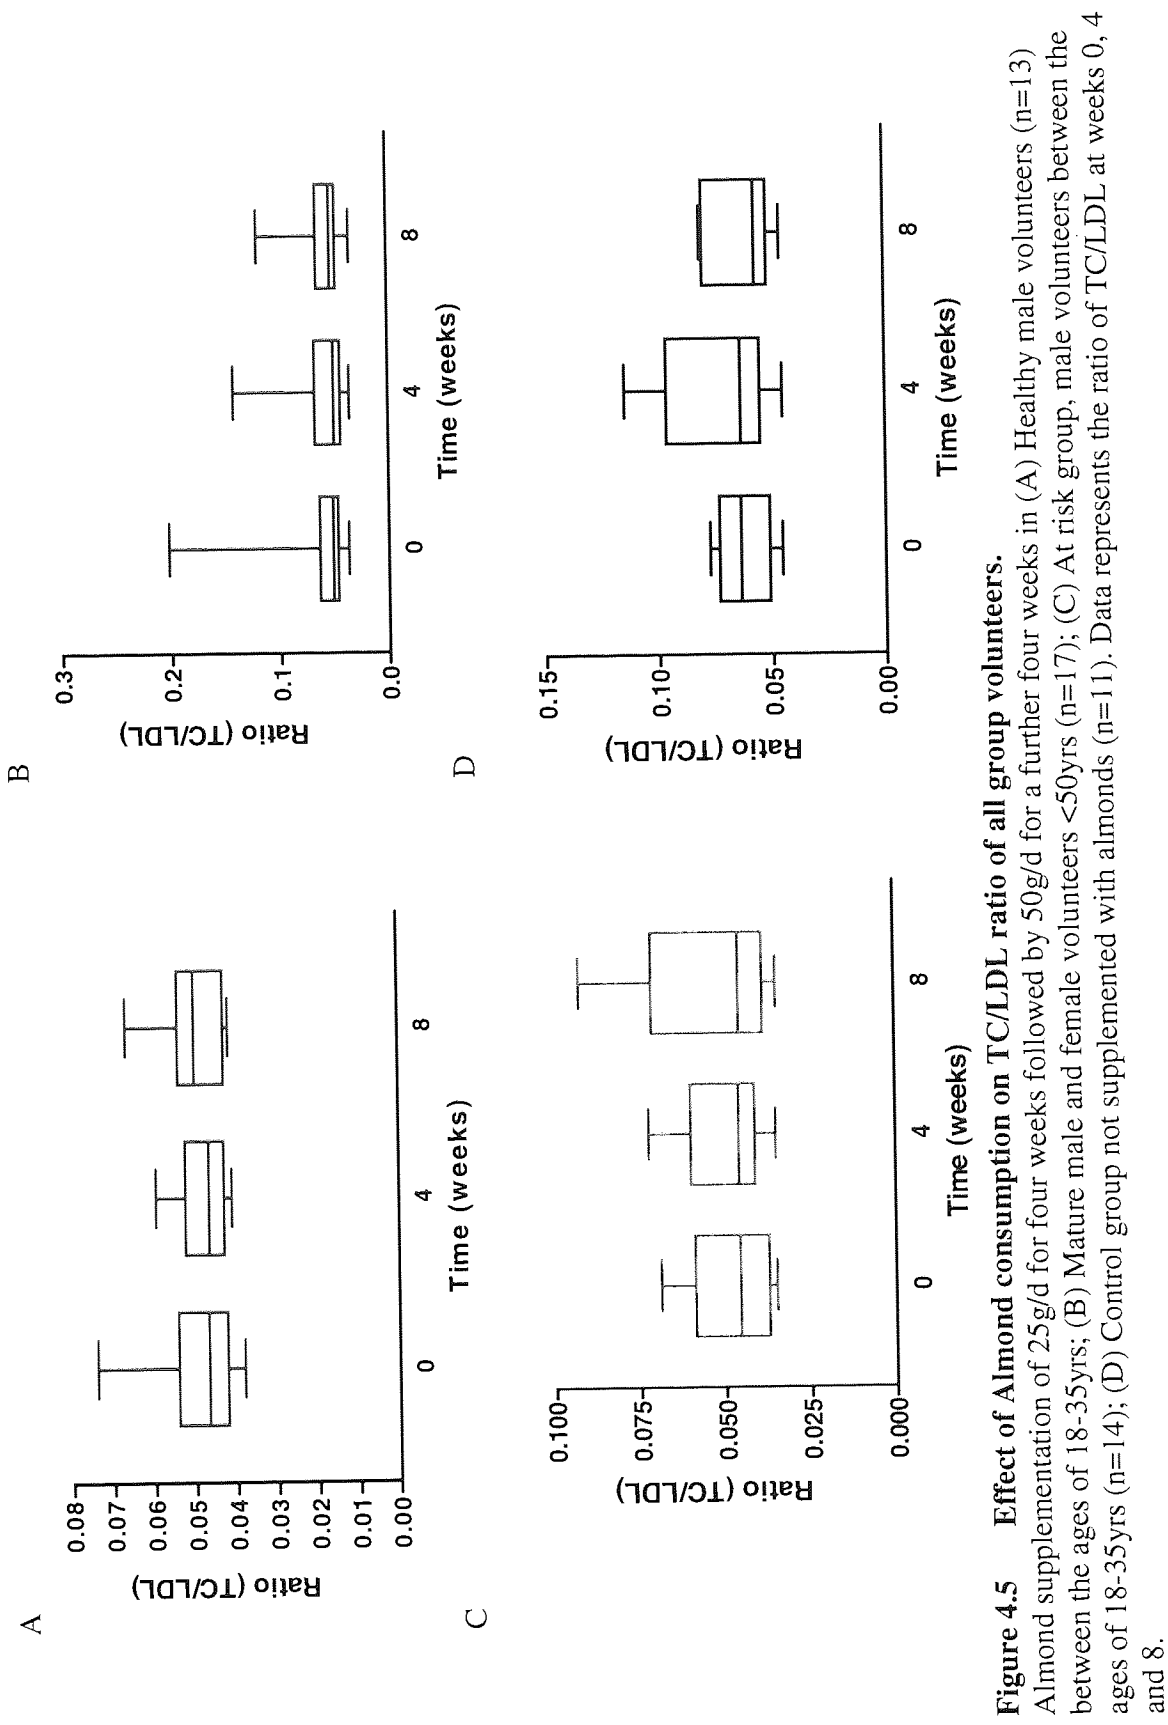 A
Ratio (TC/LDL)
0.08
0.07
0.06
0.05
0.04
0.03
0.02
0.01
0.00
0 4 8
Time (weeks)
B
Ratio (TC/LDL)
0.3
0.2
0.1
0.0
0 4 8
Time (weeks)
C
Ratio (TC/LDL)
0.100
0.075
0.050
0.025
0.000
0 4 8
Time (weeks)
D
Ratio (TC/LDL)
0.15
0.10
0.05
0.00
0 4 8
Time (weeks)
Figure 4.5 Effect of Almond consumption on TC/LDL ratio of all group volunteers.
Almond supplementation of 25g/d for four weeks followed by 50g/d for a further four weeks in (A) Healthy male volunteers (n=13)
between the ages of 18-35yrs; (B) Mature male and female volunteers <50yrs (n=17); (C) At risk group, male volunteers between the
ages of 18-35yrs (n=14); (D) Control group not supplemented with almonds (n=11). Data represents the ratio of TC/LDL at weeks 0, 4
and 8.